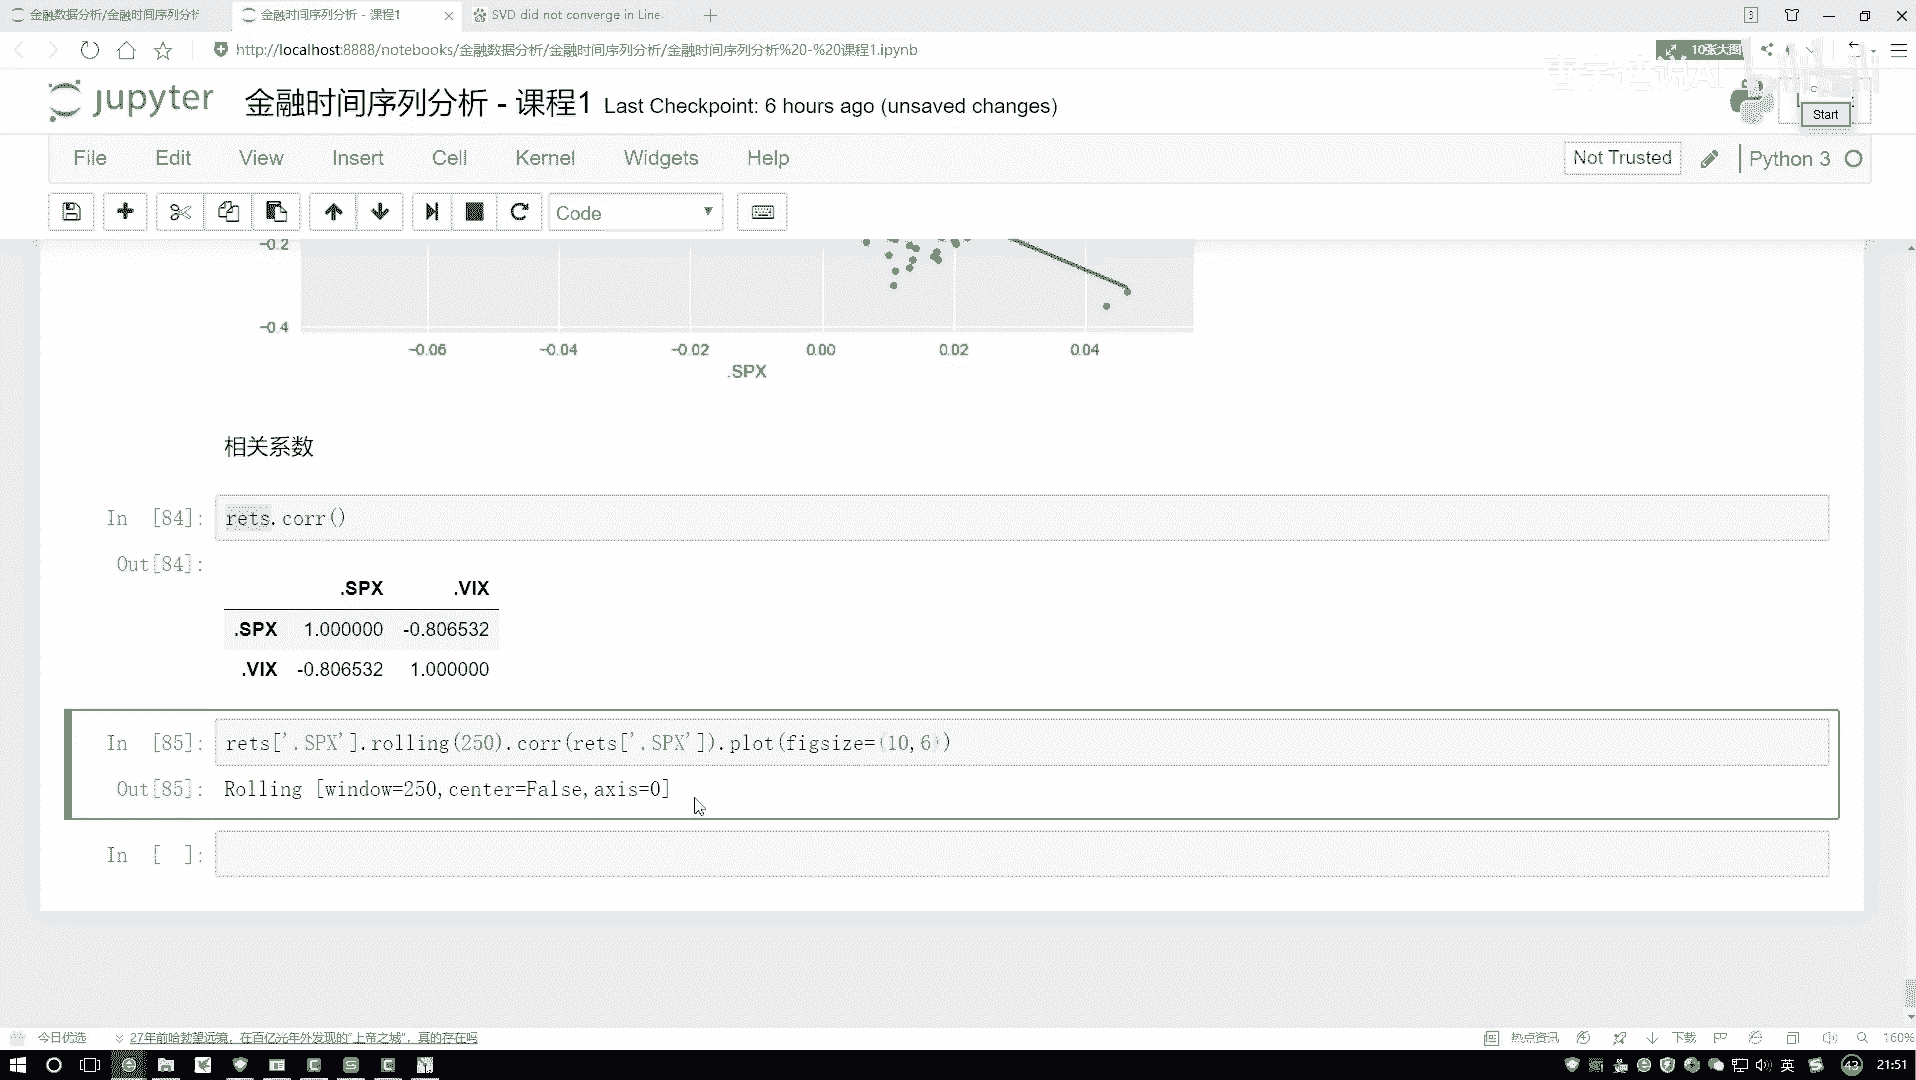 金融数据分析/金融时间序列分析
金融时间序列分析 - 课程1
SVD did not converge in Line.
http://localhost:8888/notebooks/金融数据分析/金融时间序列分析/金融时间序列分析%20-%20课程1.ipynb
10张大图
jupyter
金融时间序列分析 - 课程1
Last Checkpoint: 6 hours ago (unsaved changes)
Start
File
Edit
View
Insert
Cell
Kernel
Widgets
Help
Not Trusted
Python 3
Code
−0.2
−0.4
−0.06
−0.04
−0.02
0.00
0.02
0.04
.SPX
相关系数
In [84]:
rets.corr()
Out[84]:
.SPX .VIX
.SPX 1.000000 -0.806532
.VIX -0.806532 1.000000
In [85]:
rets['.SPX'].rolling(250).corr(rets['.SPX']).plot(figsize=(10,6))
Out[85]:
Rolling [window=250,center=False,axis=0]
In [ ]:
今日优选
27年前哈勃望远镜，在百亿光年外发现的"上帝之城"，真的存在吗
热点资讯
下载
160%
英
43
21:51